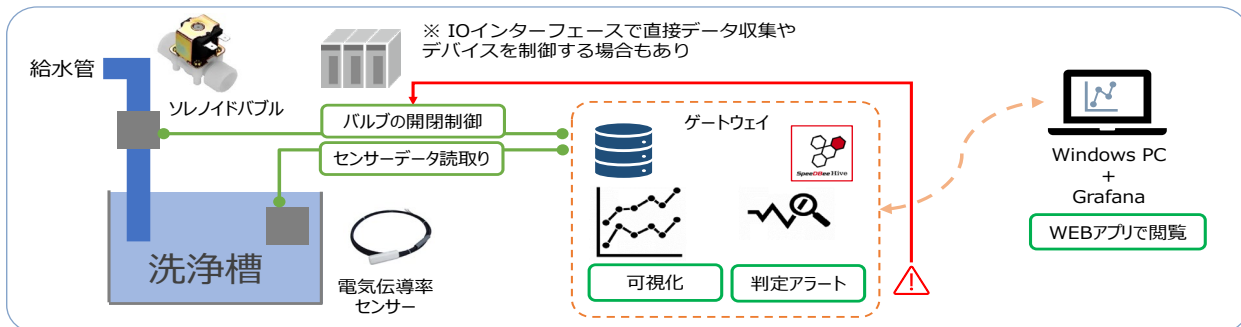 ※ IOインターフェースで直接データ収集や
デバイスを制御する場合もあり
給水管
ソレノイドバブル
バルブの開閉制御
センサーデータ読取り
ゲートウェイ
SpeeDBee Hive
Windows PC
+
Grafana
WEBアプリで閲覧
洗浄槽
電気伝導率
センサー
可視化
判定アラート